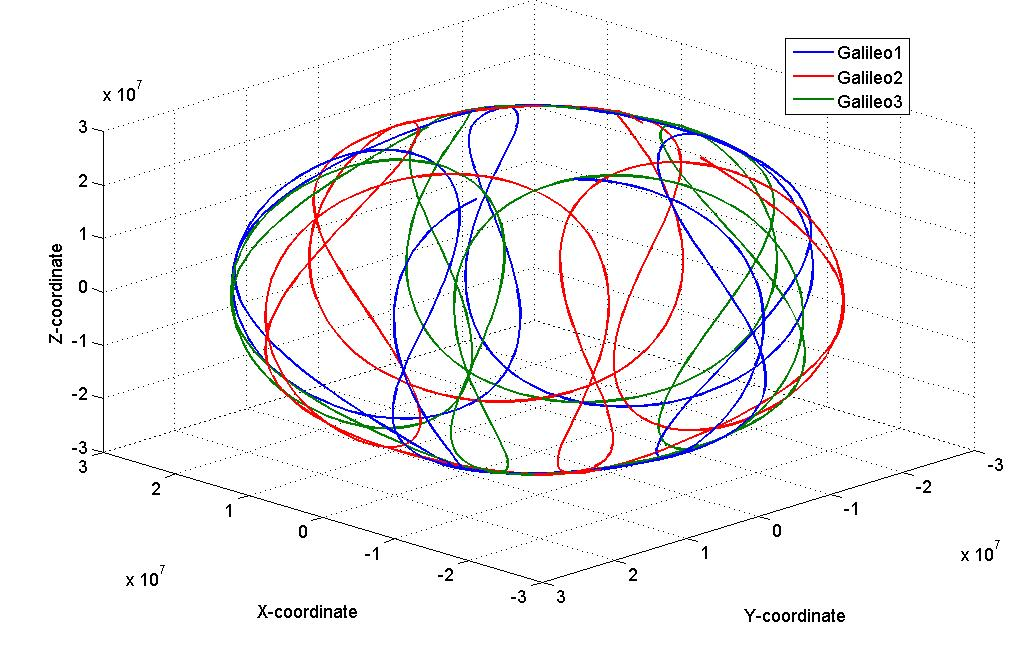 Galileo1
Galileo2
Galileo3
x 10^7
3
2
1
0
-1
-2
-3
Z-coordinate
3
2
1
0
-1
-2
-3
x 10^7
X-coordinate
3
2
1
0
-1
-2
-3
x 10^7
Y-coordinate